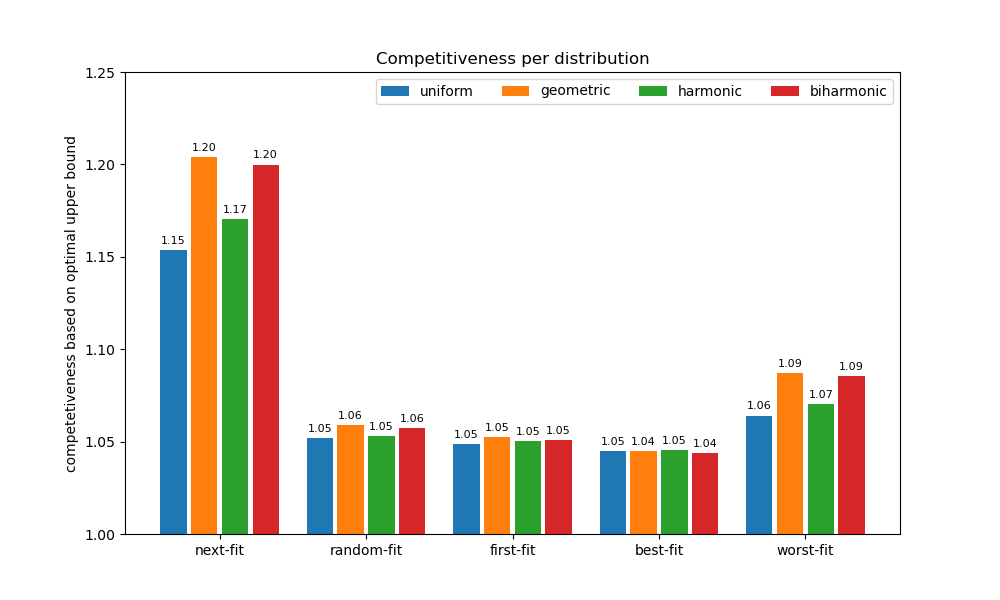 Competitiveness per distribution
uniform geometric harmonic biharmonic
competetiveness based on optimal upper bound
1.25
1.20
1.15
1.10
1.05
1.00
1.15 1.20 1.17 1.20
1.05 1.06 1.05 1.06
1.05 1.05 1.05 1.05
1.05 1.04 1.05 1.04
1.06 1.09 1.07 1.09
next-fit random-fit first-fit best-fit worst-fit